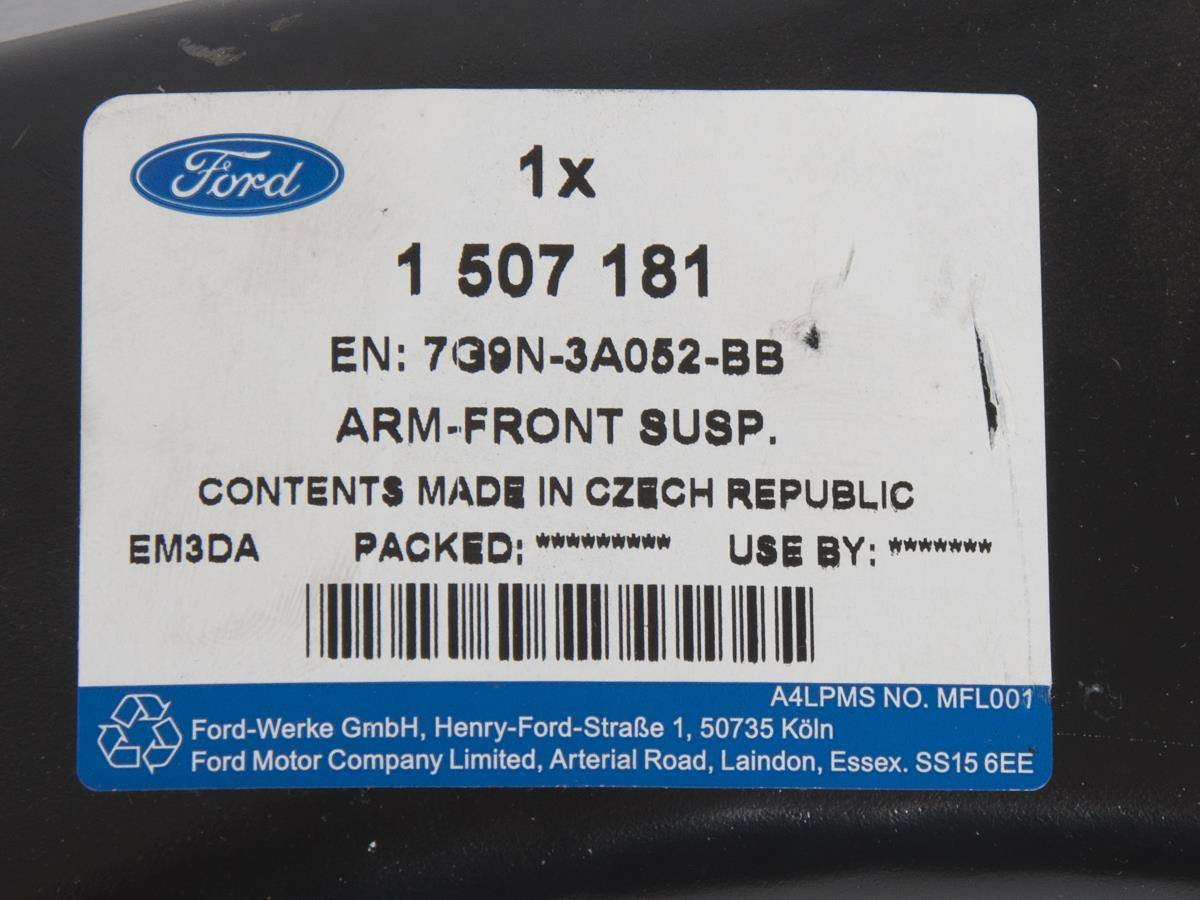 Ford
1x
1 507 181
EN: 7G9N-3A052-BB
ARM-FRONT SUSP.
CONTENTS MADE IN CZECH REPUBLIC
EM3DA PACKED: ********* USE BY: *******
A4LPMS NO. MFL001
Ford-Werke GmbH, Henry-Ford-Straße 1, 50735 Köln
Ford Motor Company Limited, Arterial Road, Laindon, Essex. SS15 6EE